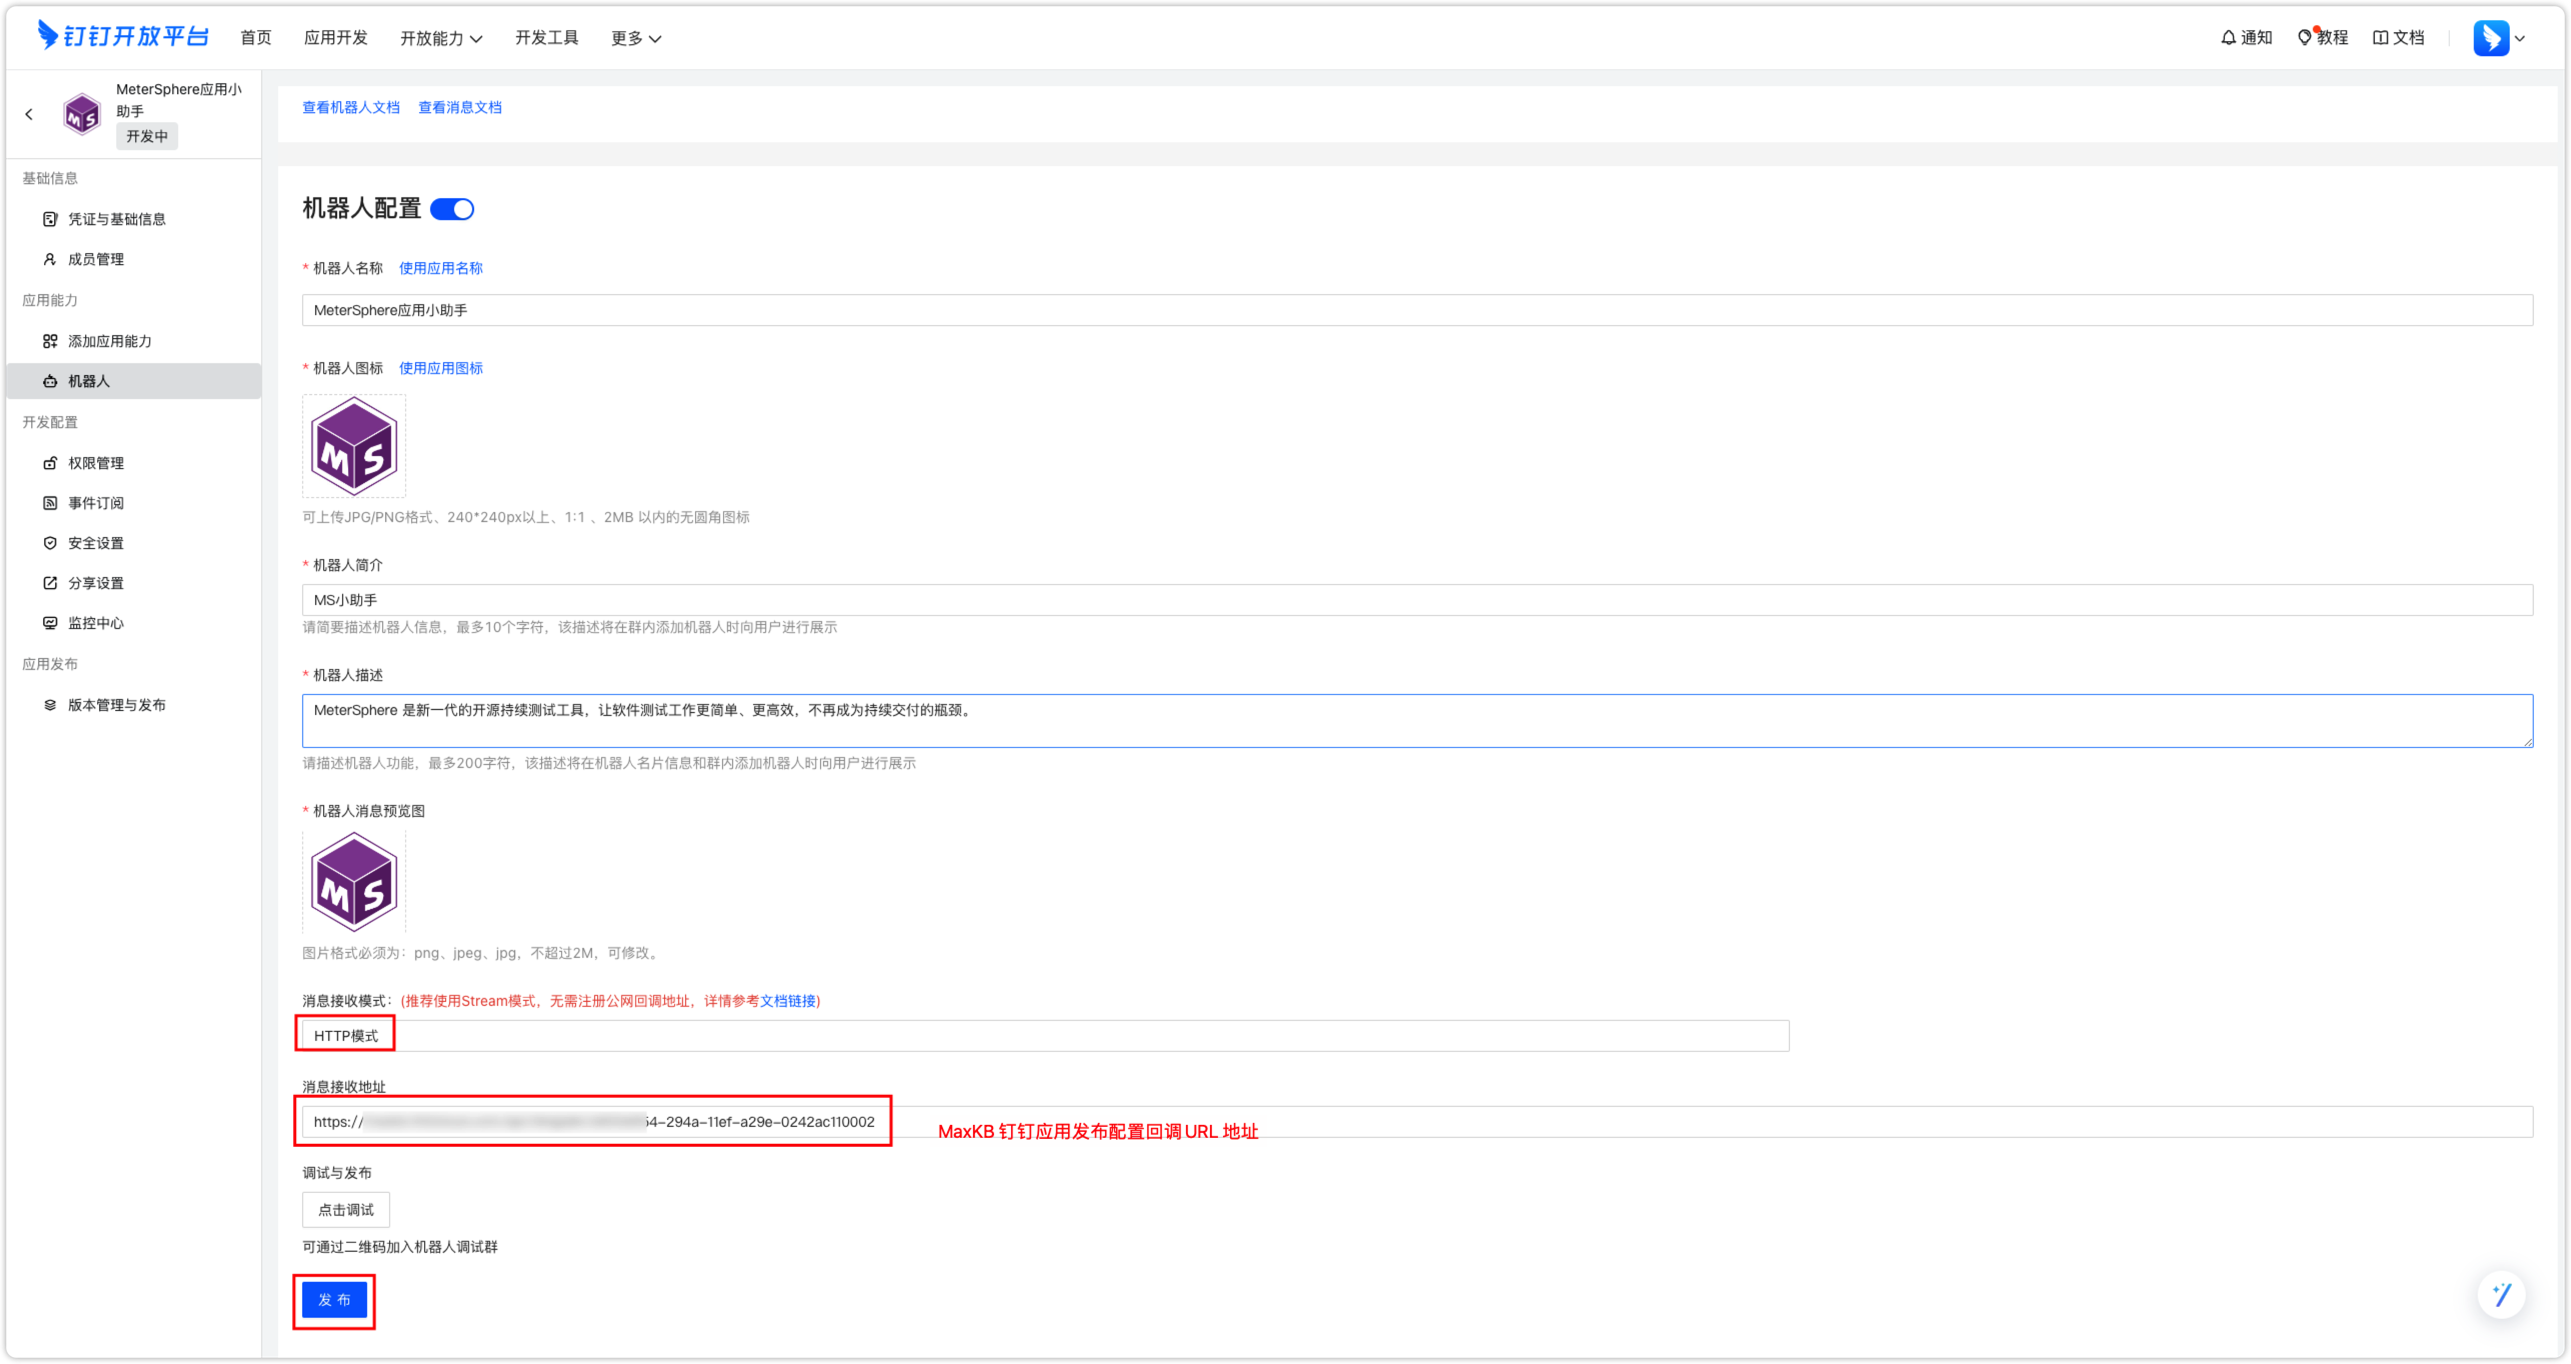 钉钉开放平台 首页 应用开发 开放能力 开发工具 更多 通知 教程 文档
MeterSphere应用小
助手
开发中
基础信息
凭证与基础信息
成员管理
应用能力
添加应用能力
机器人
开发配置
权限管理
事件订阅
安全设置
分享设置
监控中心
应用发布
版本管理与发布
查看机器人文档 查看消息文档
机器人配置
* 机器人名称 使用应用名称
MeterSphere应用小助手
* 机器人图标 使用应用图标
MS
可上传JPG/PNG格式、240*240px以上、1:1 、2MB 以内的无圆角图标
* 机器人简介
MS小助手
请简要描述机器人信息，最多10个字符，该描述将在群内添加机器人时向用户进行展示
* 机器人描述
MeterSphere 是新一代的开源持续测试工具，让软件测试工作更简单、更高效，不再成为持续交付的瓶颈。
请描述机器人功能，最多200字符，该描述将在机器人名片信息和群内添加机器人时向用户进行展示
* 机器人消息预览图
MS
图片格式必须为：png、jpeg、jpg，不超过2M，可修改。
消息接收模式：(推荐使用Stream模式，无需注册公网回调地址，详情参考文档链接)
HTTP模式
消息接收地址
https:// 54-294a-11ef-a29e-0242ac110002
MaxKB 钉钉应用发布配置回调 URL 地址
调试与发布
点击调试
可通过二维码加入机器人调试群
发 布